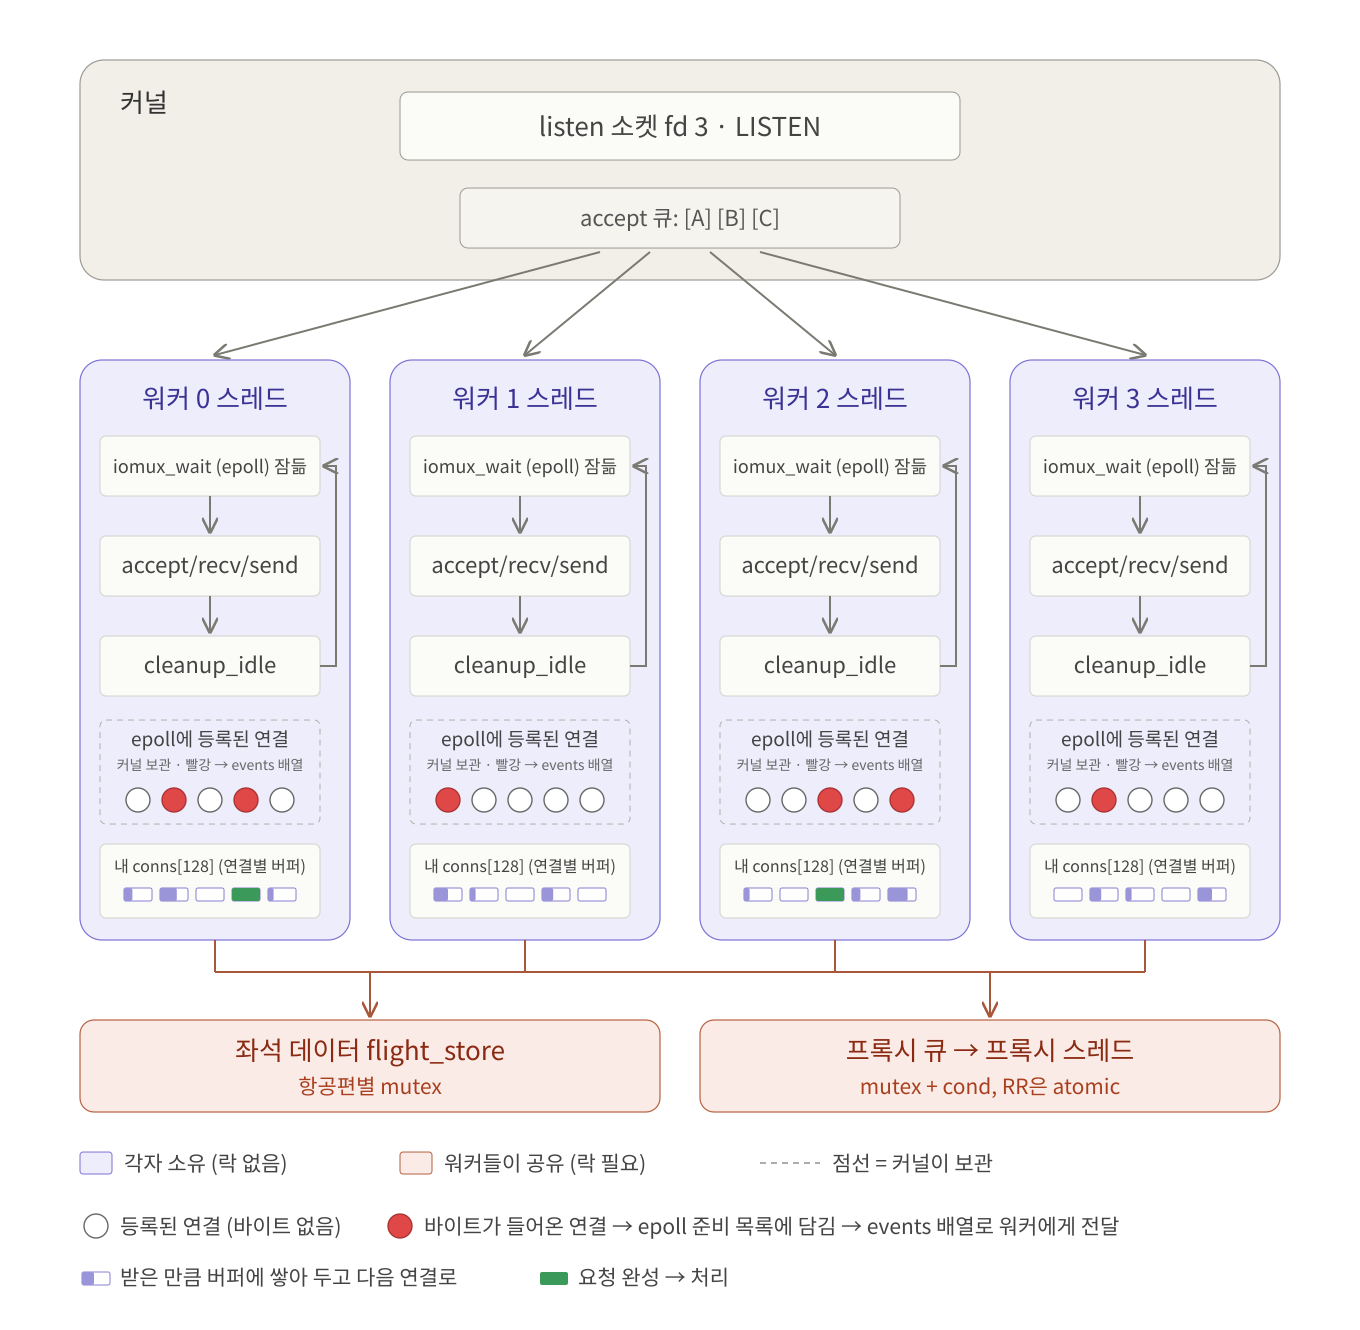 커널
listen 소켓 fd 3 · LISTEN
accept 큐: [A] [B] [C]
워커 0 스레드
iomux_wait (epoll) 잠듦
accept/recv/send
cleanup_idle
epoll에 등록된 연결
커널 보관 · 빨강 → events 배열
내 conns[128] (연결별 버퍼)
워커 1 스레드
iomux_wait (epoll) 잠듦
accept/recv/send
cleanup_idle
epoll에 등록된 연결
커널 보관 · 빨강 → events 배열
내 conns[128] (연결별 버퍼)
워커 2 스레드
iomux_wait (epoll) 잠듦
accept/recv/send
cleanup_idle
epoll에 등록된 연결
커널 보관 · 빨강 → events 배열
내 conns[128] (연결별 버퍼)
워커 3 스레드
iomux_wait (epoll) 잠듦
accept/recv/send
cleanup_idle
epoll에 등록된 연결
커널 보관 · 빨강 → events 배열
내 conns[128] (연결별 버퍼)
좌석 데이터 flight_store
항공편별 mutex
프록시 큐 → 프록시 스레드
mutex + cond, RR은 atomic
각자 소유 (락 없음)
워커들이 공유 (락 필요)
점선 = 커널이 보관
등록된 연결 (바이트 없음)
바이트가 들어온 연결 → epoll 준비 목록에 담김 → events 배열로 워커에게 전달
받은 만큼 버퍼에 쌓아 두고 다음 연결로
요청 완성 → 처리